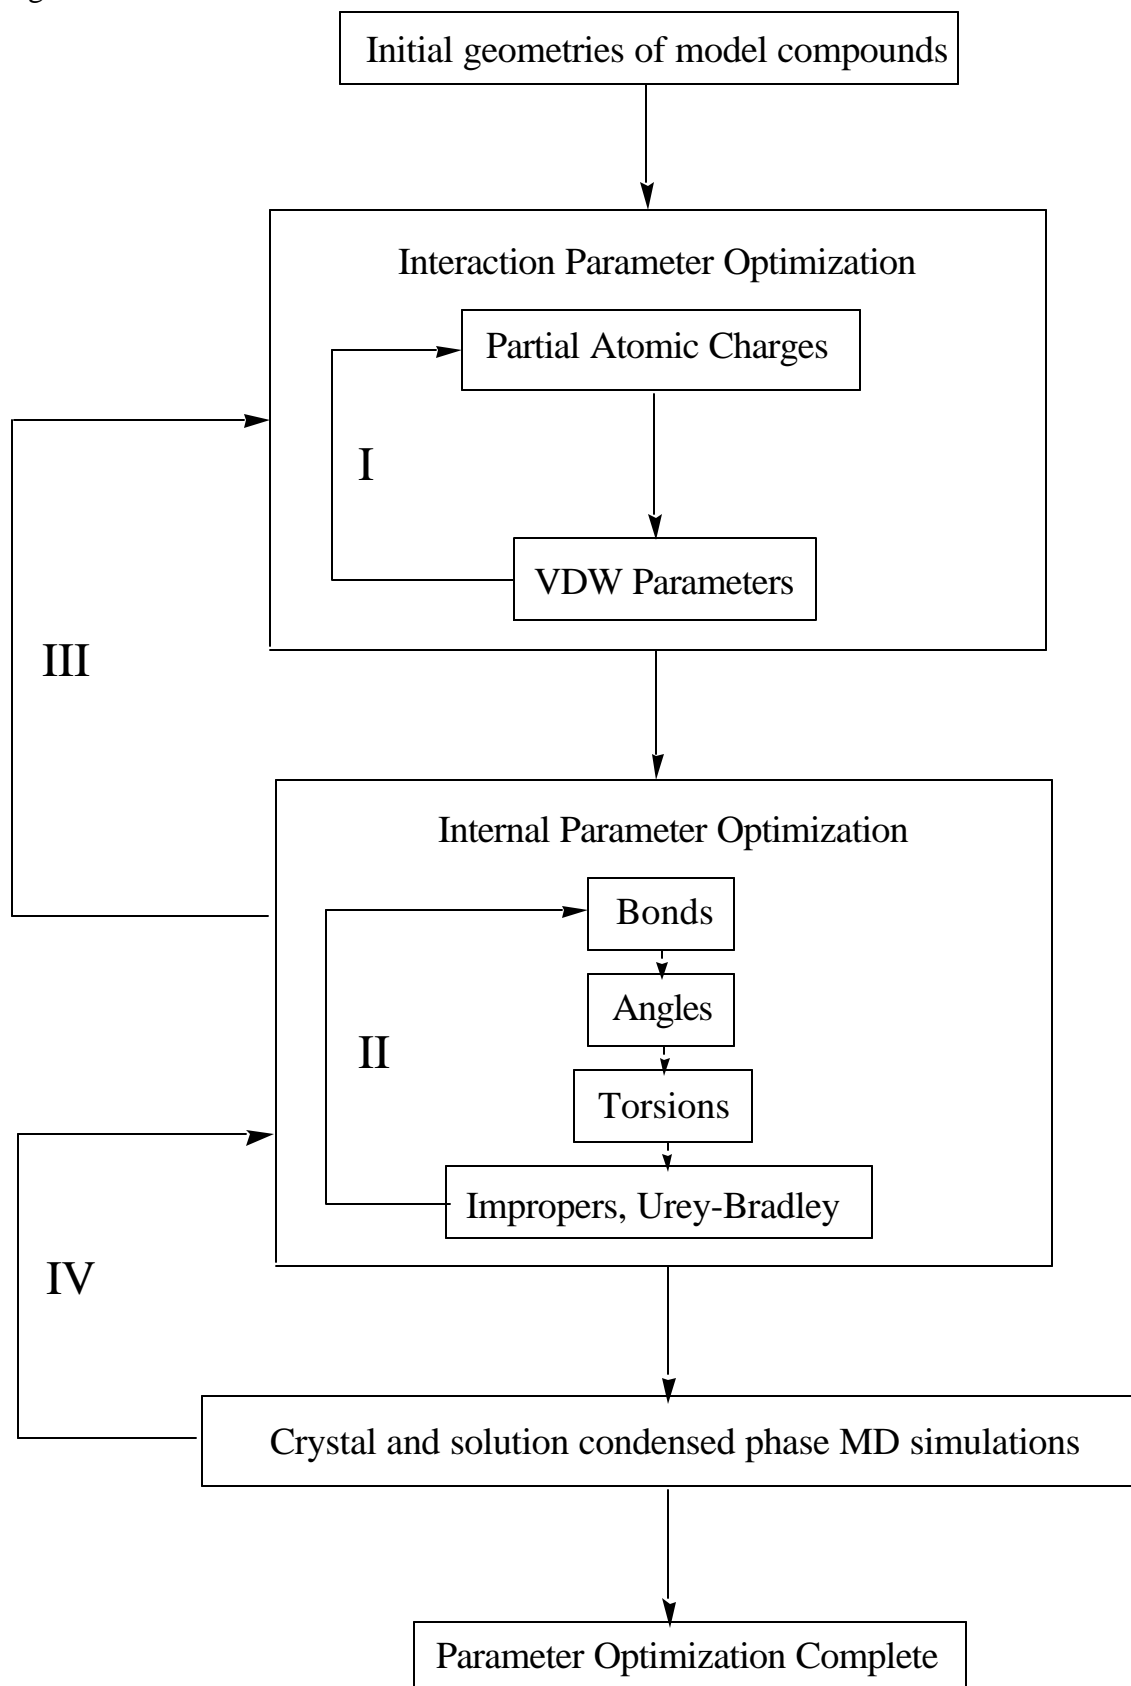 Initial geometries of model compounds
Interaction Parameter Optimization
Partial Atomic Charges
I
VDW Parameters
III
Internal Parameter Optimization
Bonds
Angles
II
Torsions
Impropers, Urey-Bradley
IV
Crystal and solution condensed phase MD simulations
Parameter Optimization Complete